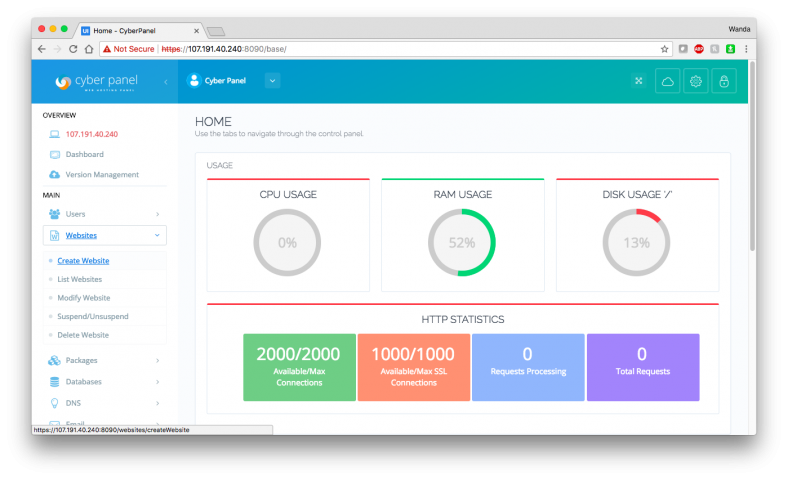 Home - CyberPanel
Wanda
Not Secure | https://107.191.40.240:8090/base/
cyber panel
WEB HOSTING PANEL
Cyber Panel
OVERVIEW
107.191.40.240
Dashboard
Version Management
MAIN
Users
Websites
Create Website
List Websites
Modify Website
Suspend/Unsuspend
Delete Website
Packages
Databases
DNS
Email
HOME
Use the tabs to navigate through the control panel.
USAGE
CPU USAGE
RAM USAGE
DISK USAGE '/'
0%
52%
13%
HTTP STATISTICS
2000/2000
Available/Max
Connections
1000/1000
Available/Max SSL
Connections
0
Requests Processing
0
Total Requests
https://107.191.40.240:8090/websites/createWebsite